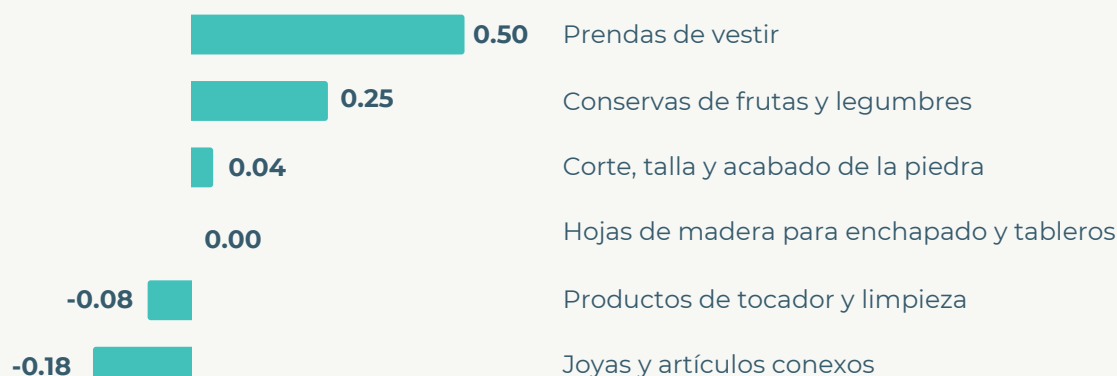 0.50 Prendas de vestir
0.25 Conservas de frutas y legumbres
0.04 Corte, talla y acabado de la piedra
0.00 Hojas de madera para enchapado y tableros
-0.08 Productos de tocador y limpieza
-0.18 Joyas y artículos conexos